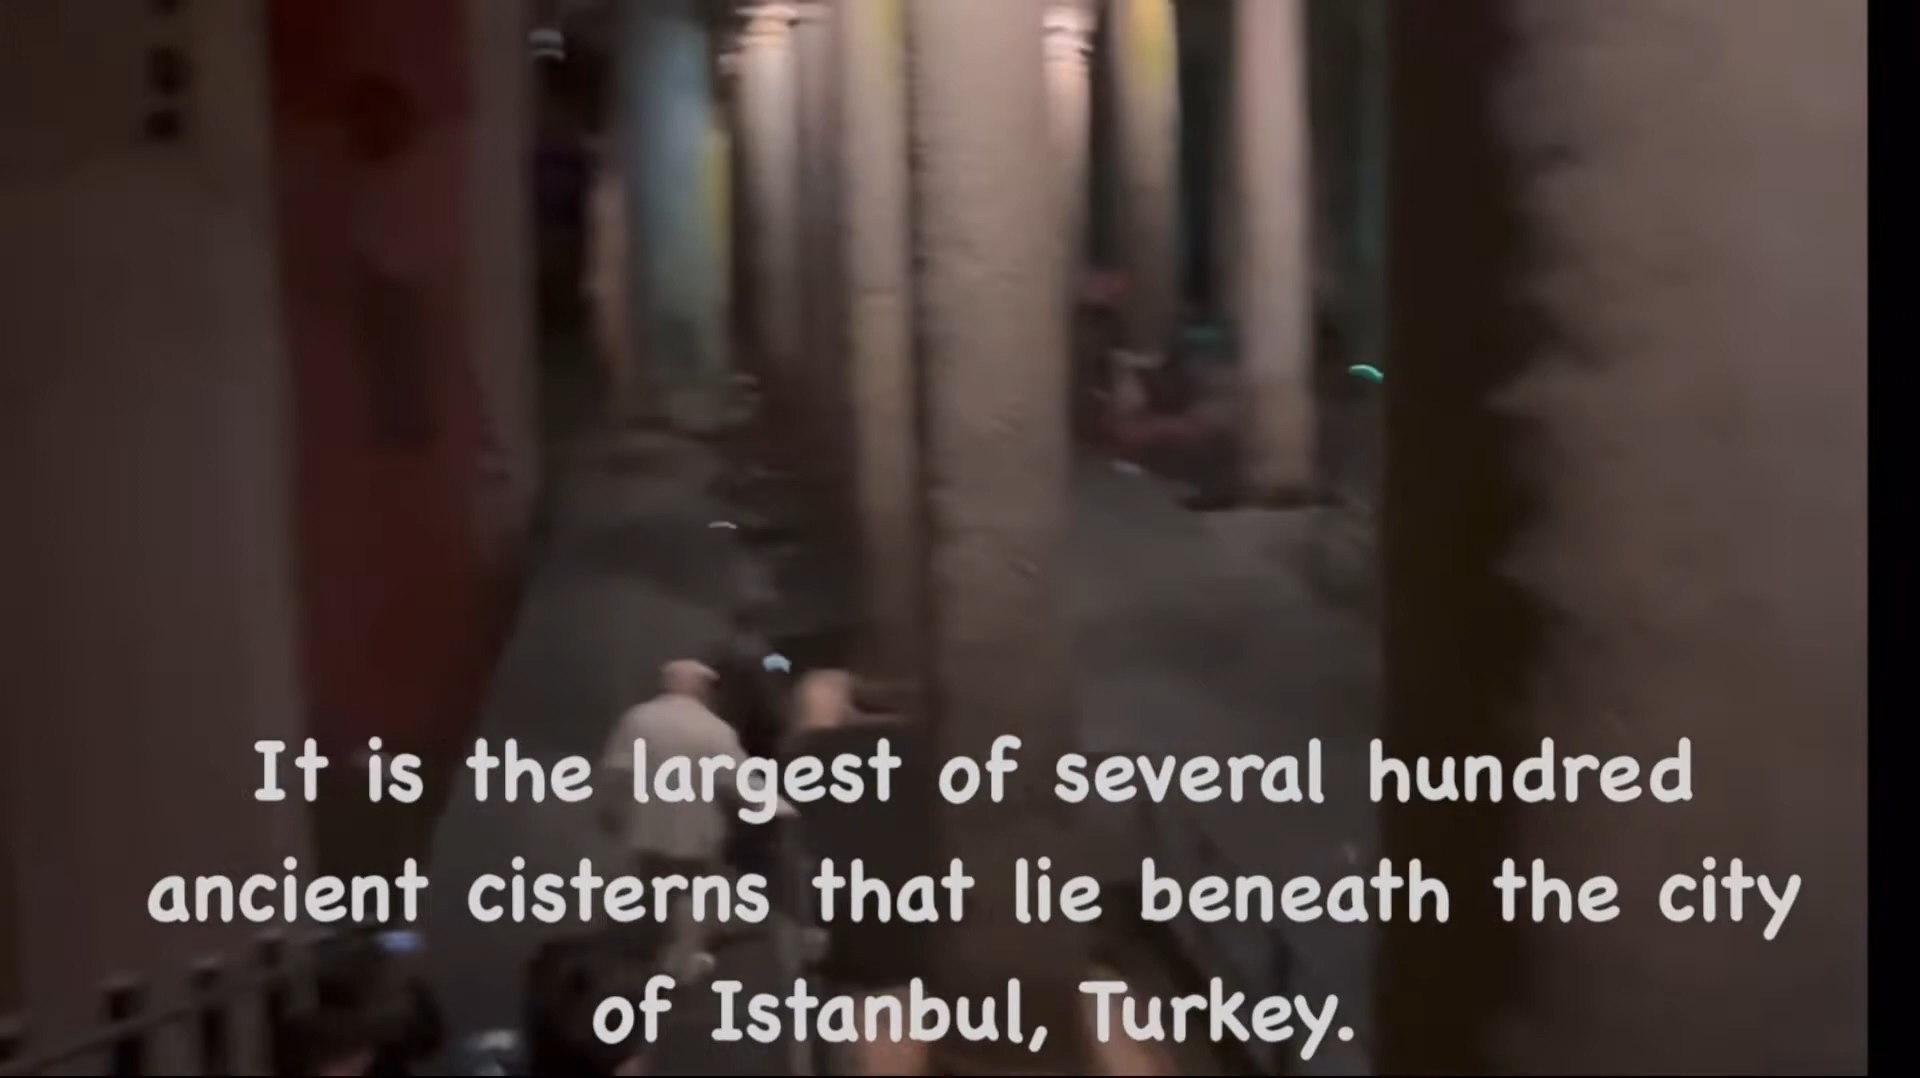 It is the largest of several hundred
ancient cisterns that lie beneath the city
of Istanbul, Turkey.